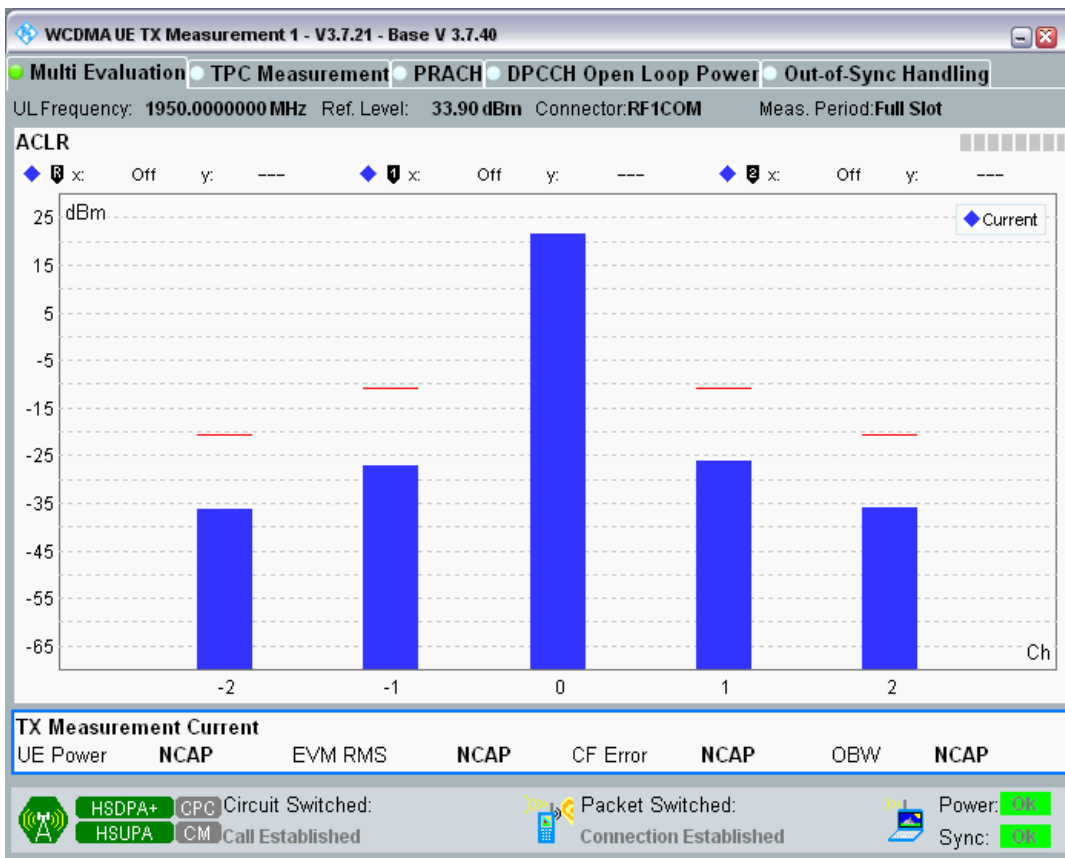 WCDMA UE TX Measurement 1 - V3.7.21 - Base V 3.7.40
Multi Evaluation TPC Measurement PRACH DPCCH Open Loop Power Out-of-Sync Handling
ULFrequency: 1950.0000000 MHz Ref. Level: 33.90 dBm Connector:RF1COM Meas. Period:Full Slot
ACLR
R x: Off y: --- 1 x: Off y: --- 2 x: Off y: ---
dBm
Current
25
15
5
-5
-15
-25
-35
-45
-55
-65
Ch
-2 -1 0 1 2
TX Measurement Current
UE Power NCAP EVM RMS NCAP CF Error NCAP OBW NCAP
HSDPA+ CPC Circuit Switched: Packet Switched: Power: Ok
HSUPA CM Call Established Connection Established Sync: Ok